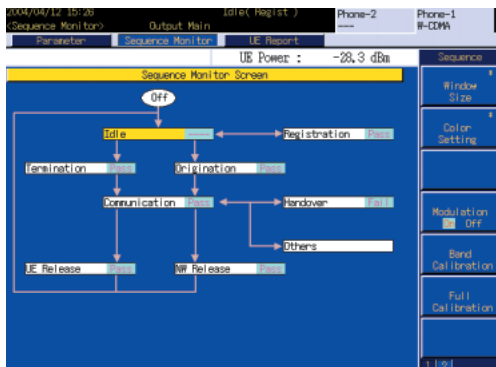 2004/04/12 15:26 Idle( Regist ) Phone-2 Phone-1
<Sequence Monitor> Output Main ---- W-CDMA
Parameter Sequence Monitor UE Report
UE Power : -28.3 dBm Sequence
Sequence Monitor Screen
Off
Window
Size
Color
Setting
Idle ---- Registration Pass
Termination Pass Origination Pass
Communication Pass Handover Fail
Modulation
On Off
Others
Band
Calibration
UE Release Pass NW Release Pass
Full
Calibration
1 2